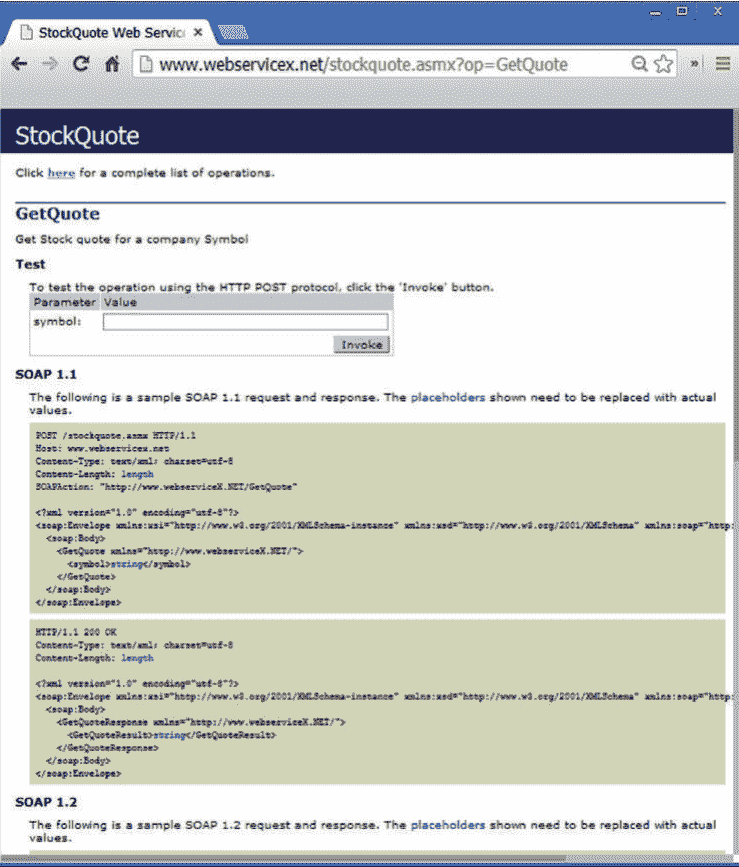 StockQuote Web Servic
www.webservicex.net/stockquote.asmx?op=GetQuote
StockQuote
Click here for a complete list of operations.
GetQuote
Get Stock quote for a company Symbol
Test
To test the operation using the HTTP POST protocol, click the 'Invoke' button.
Parameter Value
symbol:
Invoke
SOAP 1.1
The following is a sample SOAP 1.1 request and response. The placeholders shown need to be replaced with actual
values.
POST /stockquote.asmx HTTP/1.1
Host: www.webservicex.net
Content-Type: text/xml; charset=utf-8
Content-Length: length
SOAPAction: "http://www.webserviceX.NET/GetQuote"
<?xml version="1.0" encoding="utf-8"?>
<soap:Envelope xmlns:xsi="http://www.w3.org/2001/XMLSchema-instance" xmlns:xsd="http://www.w3.org/2001/XMLSchema" xmlns:soap="http:
<soap:Body>
<GetQuote xmlns="http://www.webserviceX.NET/">
<symbol>string</symbol>
</GetQuote>
</soap:Body>
</soap:Envelope>
HTTP/1.1 200 OK
Content-Type: text/xml; charset=utf-8
Content-Length: length
<?xml version="1.0" encoding="utf-8"?>
<soap:Envelope xmlns:xsi="http://www.w3.org/2001/XMLSchema-instance" xmlns:xsd="http://www.w3.org/2001/XMLSchema" xmlns:soap="http:
<soap:Body>
<GetQuoteResponse xmlns="http://www.webserviceX.NET/">
<GetQuoteResult>string</GetQuoteResult>
</GetQuoteResponse>
</soap:Body>
</soap:Envelope>
SOAP 1.2
The following is a sample SOAP 1.2 request and response. The placeholders shown need to be replaced with actual
values.